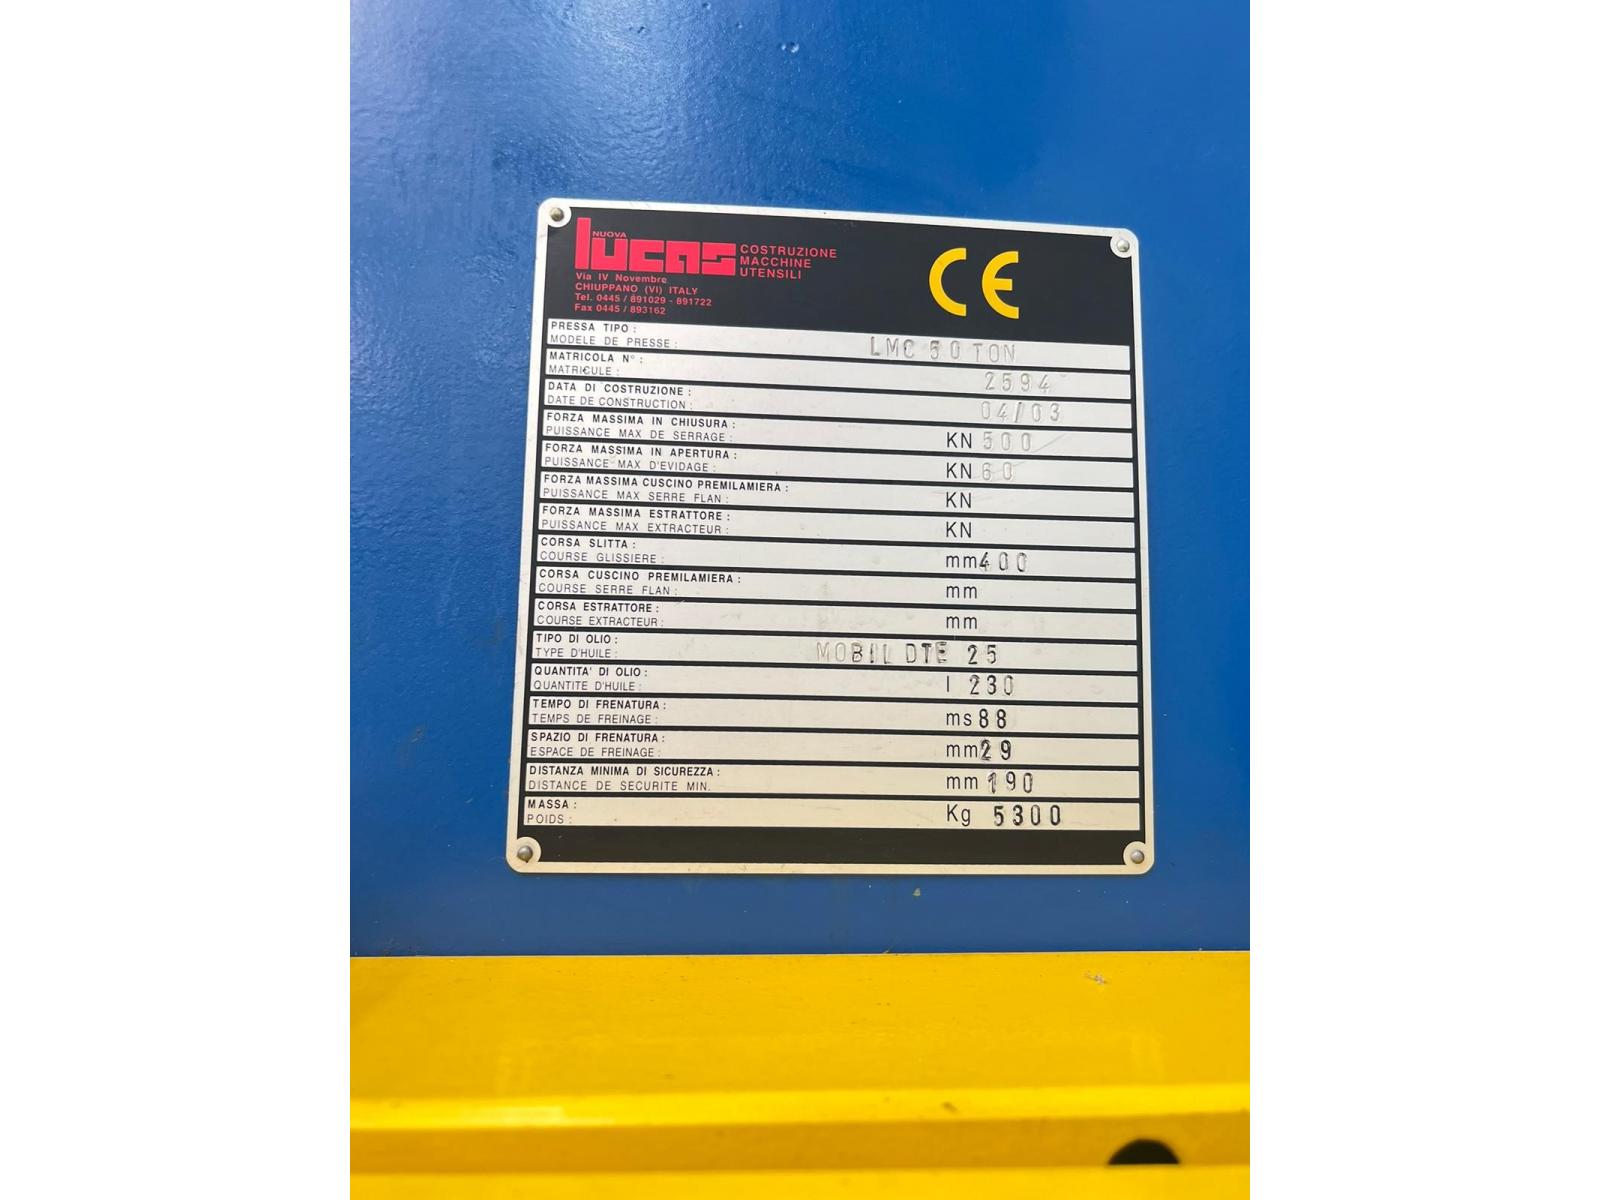 NUOVA
lucas
COSTRUZIONE
MACCHINE
UTENSILI
Via IV Novembre
CHIUPPANO (VI) ITALY
Tel. 0445 / 891029 - 891722
Fax 0445 / 893162
CE
PRESSA TIPO :
MODELE DE PRESSE : LMC 50 TON
MATRICOLA N° :
MATRICULE : 2594
DATA DI COSTRUZIONE :
DATE DE CONSTRUCTION : 04/03
FORZA MASSIMA IN CHIUSURA :
PUISSANCE MAX DE SERRAGE : KN 500
FORZA MASSIMA IN APERTURA :
PUISSANCE MAX D'EVIDAGE : KN 60
FORZA MASSIMA CUSCINO PREMILAMIERA :
PUISSANCE MAX SERRE FLAN : KN
FORZA MASSIMA ESTRATTORE :
PUISSANCE MAX EXTRACTEUR : KN
CORSA SLITTA :
COURSE GLISSIERE : mm 400
CORSA CUSCINO PREMILAMIERA :
COURSE SERRE FLAN : mm
CORSA ESTRATTORE :
COURSE EXTRACTEUR : mm
TIPO DI OLIO :
TYPE D'HUILE : MOBIL DTE 25
QUANTITA' DI OLIO :
QUANTITE D'HUILE : l 230
TEMPO DI FRENATURA :
TEMPS DE FREINAGE : ms 88
SPAZIO DI FRENATURA :
ESPACE DE FREINAGE : mm 29
DISTANZA MINIMA DI SICUREZZA :
DISTANCE DE SECURITE MIN. mm 190
MASSA :
POIDS : Kg 5300